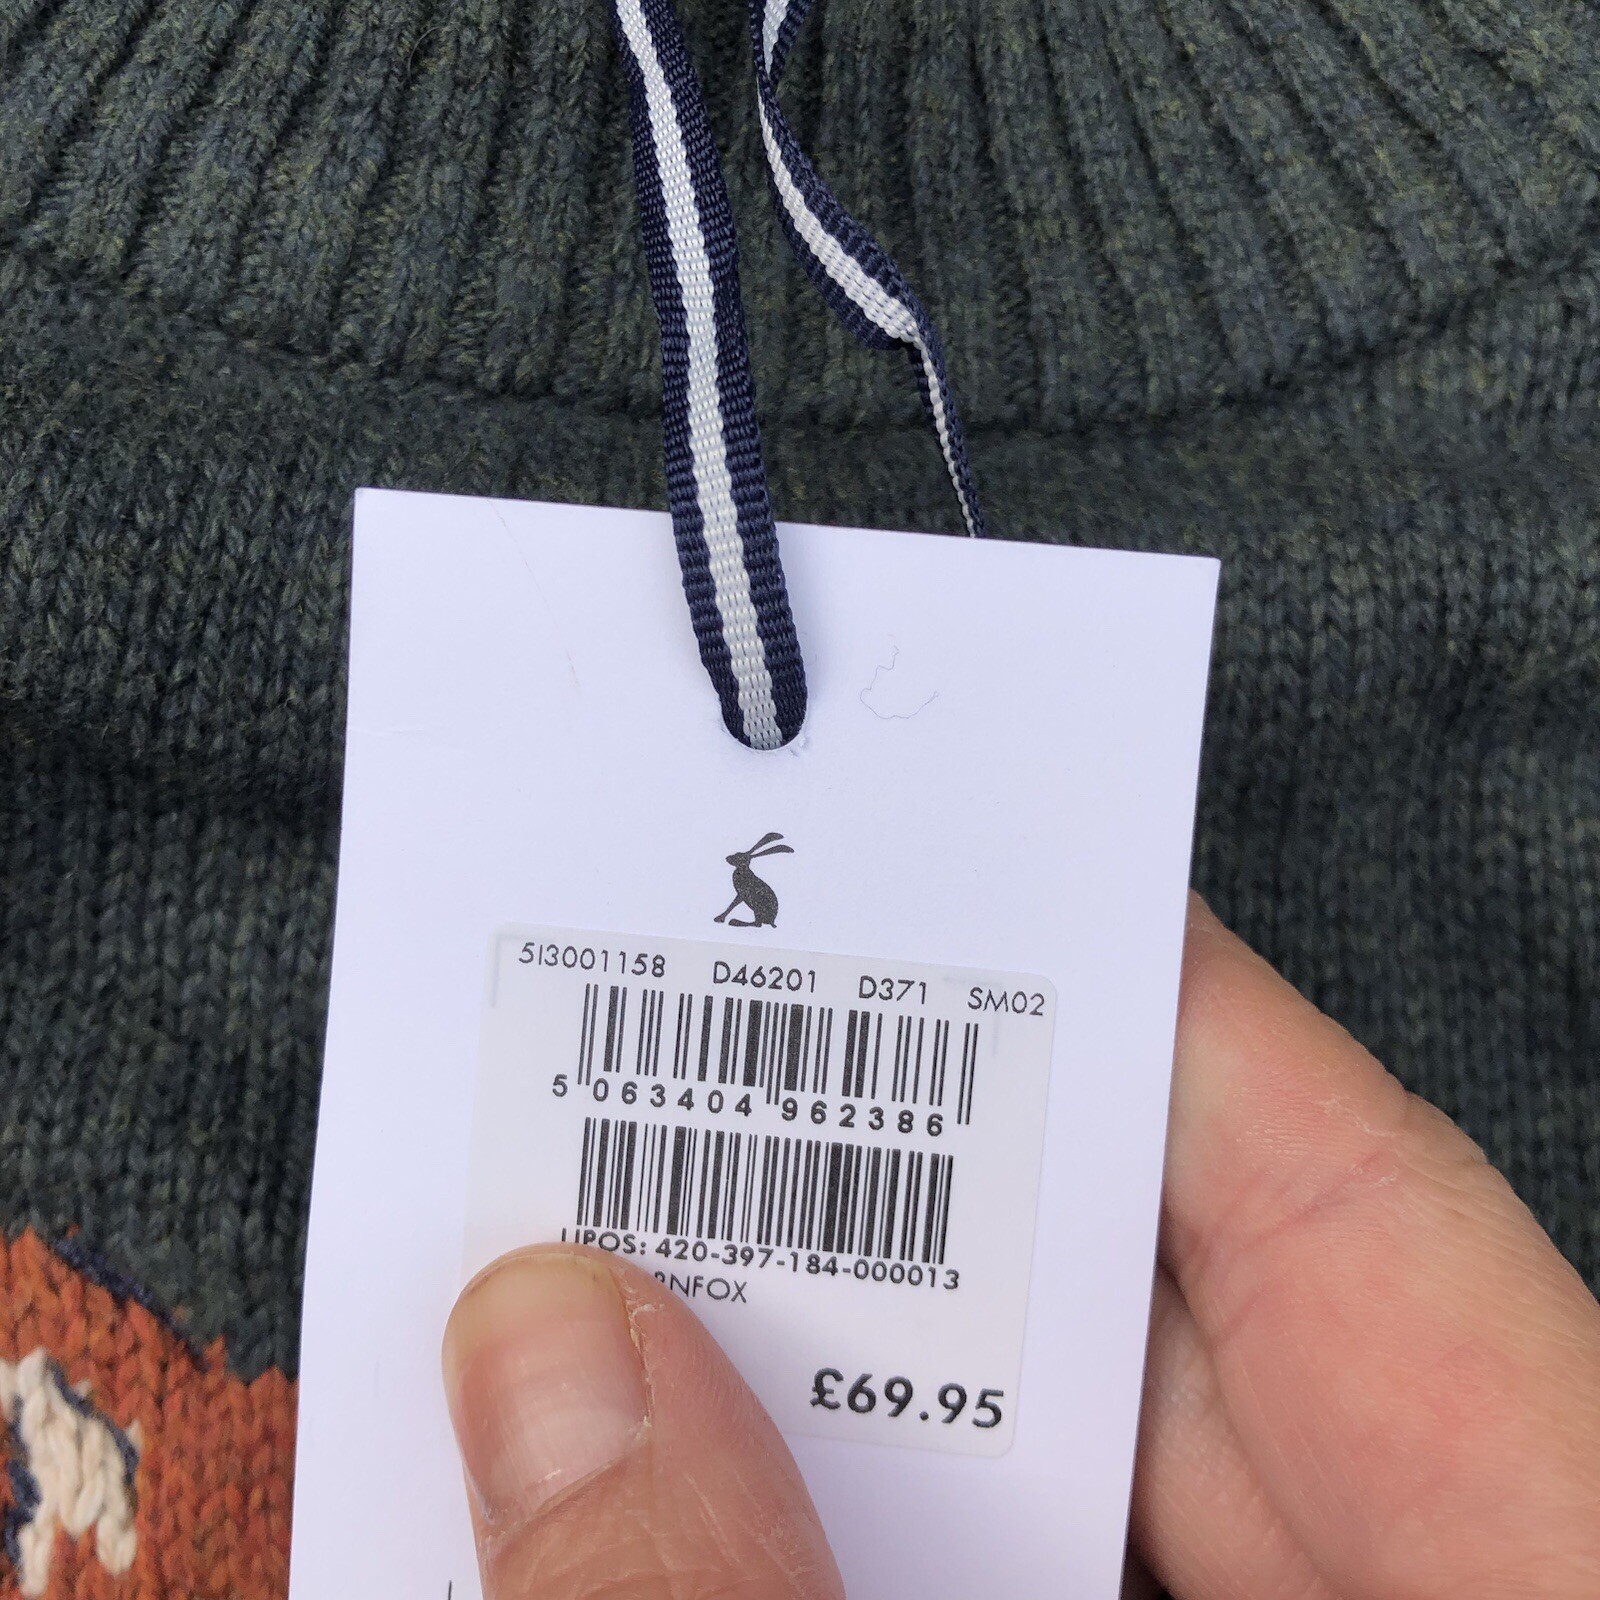 5I3001158 D46201 D371 SM02
5 063404 962386
UPOS: 420-397-184-000013
£69.95